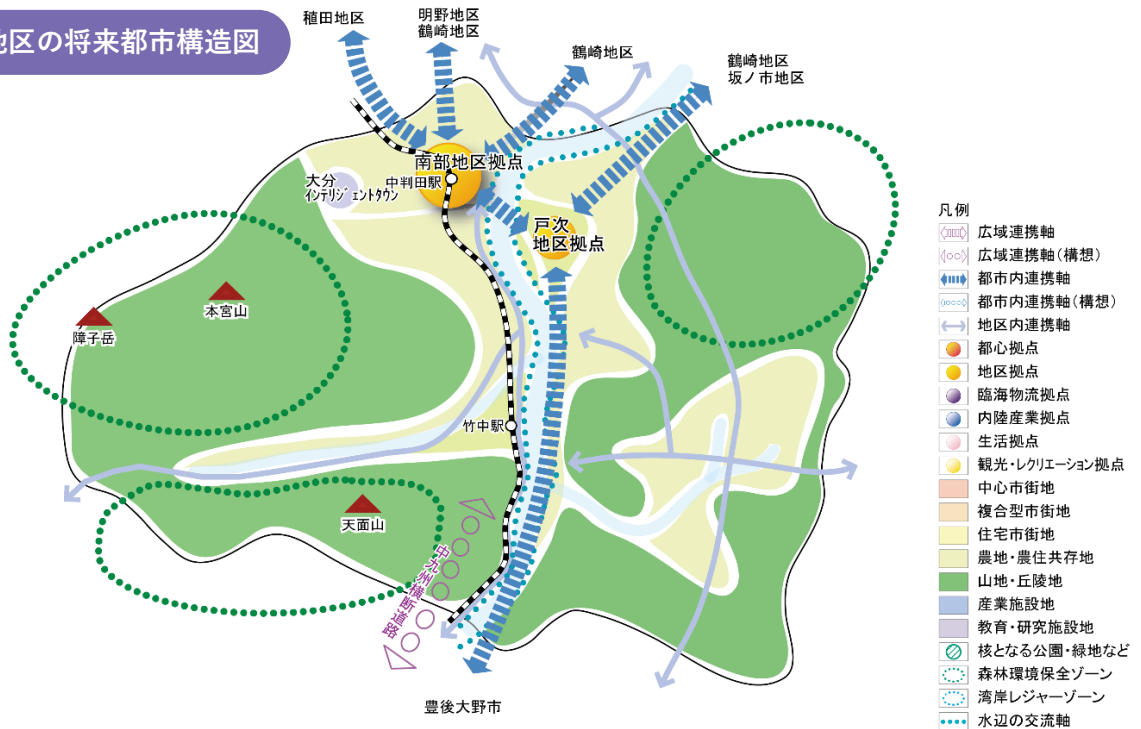 地区の将来都市構造図
稙田地区
明野地区
鶴崎地区
鶴崎地区
鶴崎地区
坂ノ市地区
南部地区拠点
中判田駅
大分
インテリジェントタウン
戸次
地区拠点
本宮山
障子岳
竹中駅
天面山
中九州横断道路
豊後大野市
凡例
広域連携軸
広域連携軸(構想)
都市内連携軸
都市内連携軸(構想)
地区内連携軸
都心拠点
地区拠点
臨海物流拠点
内陸産業拠点
生活拠点
観光・レクリエーション拠点
中心市街地
複合型市街地
住宅市街地
農地・農住共存地
山地・丘陵地
産業施設地
教育・研究施設地
核となる公園・緑地など
森林環境保全ゾーン
湾岸レジャーゾーン
水辺の交流軸